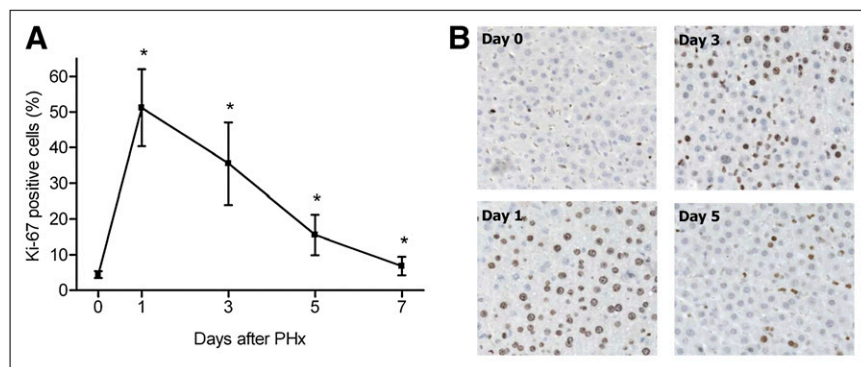 A
Ki-67 positive cells (%)
60
50
40
30
20
10
0
*
*
*
*
0 1 3 5 7
Days after PHx
B
Day 0
Day 3
Day 1
Day 5